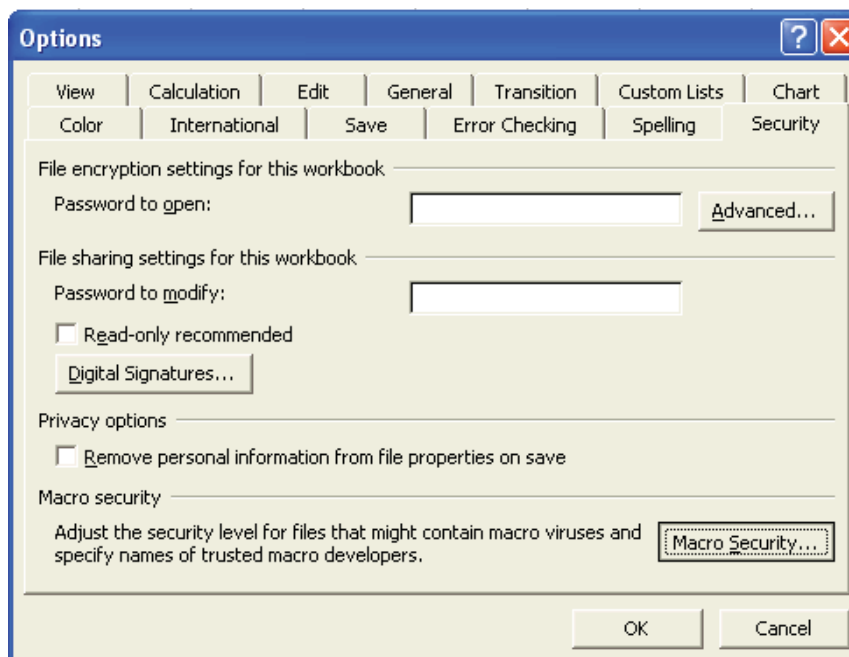 Options
?
View Calculation Edit General Transition Custom Lists Chart
Color International Save Error Checking Spelling Security
File encryption settings for this workbook
Password to open: Advanced...
File sharing settings for this workbook
Password to modify:
Read-only recommended
Digital Signatures...
Privacy options
Remove personal information from file properties on save
Macro security
Adjust the security level for files that might contain macro viruses and
specify names of trusted macro developers. Macro Security...
OK Cancel